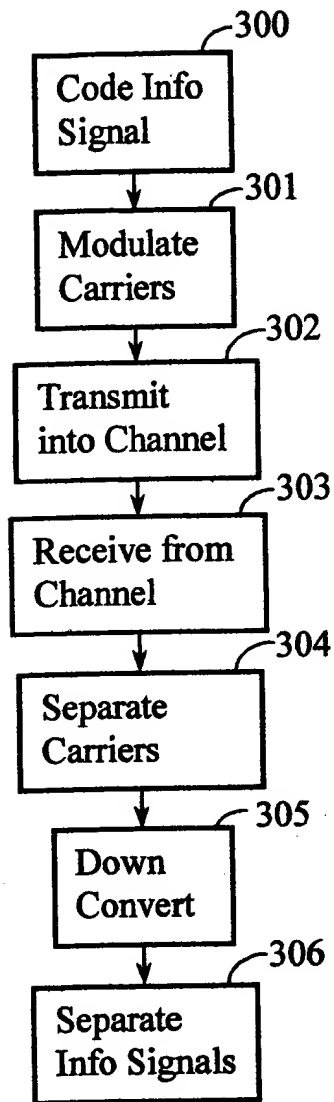 300
Code Info
Signal
301
Modulate
Carriers
302
Transmit
into Channel
303
Receive from
Channel
304
Separate
Carriers
305
Down
Convert
306
Separate
Info Signals